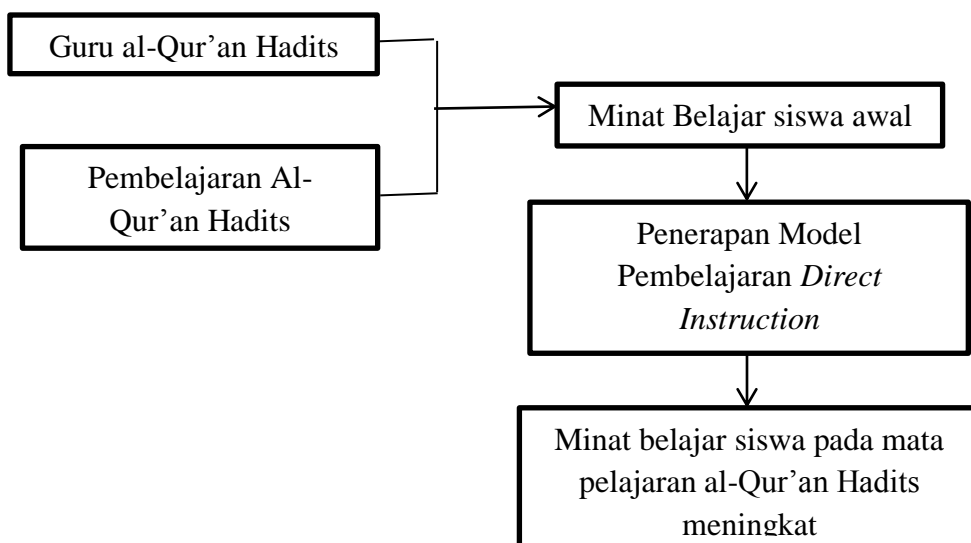 Guru al-Qur’an Hadits
Pembelajaran Al-
Qur’an Hadits
Minat Belajar siswa awal
Penerapan Model
Pembelajaran Direct
Instruction
Minat belajar siswa pada mata
pelajaran al-Qur’an Hadits
meningkat